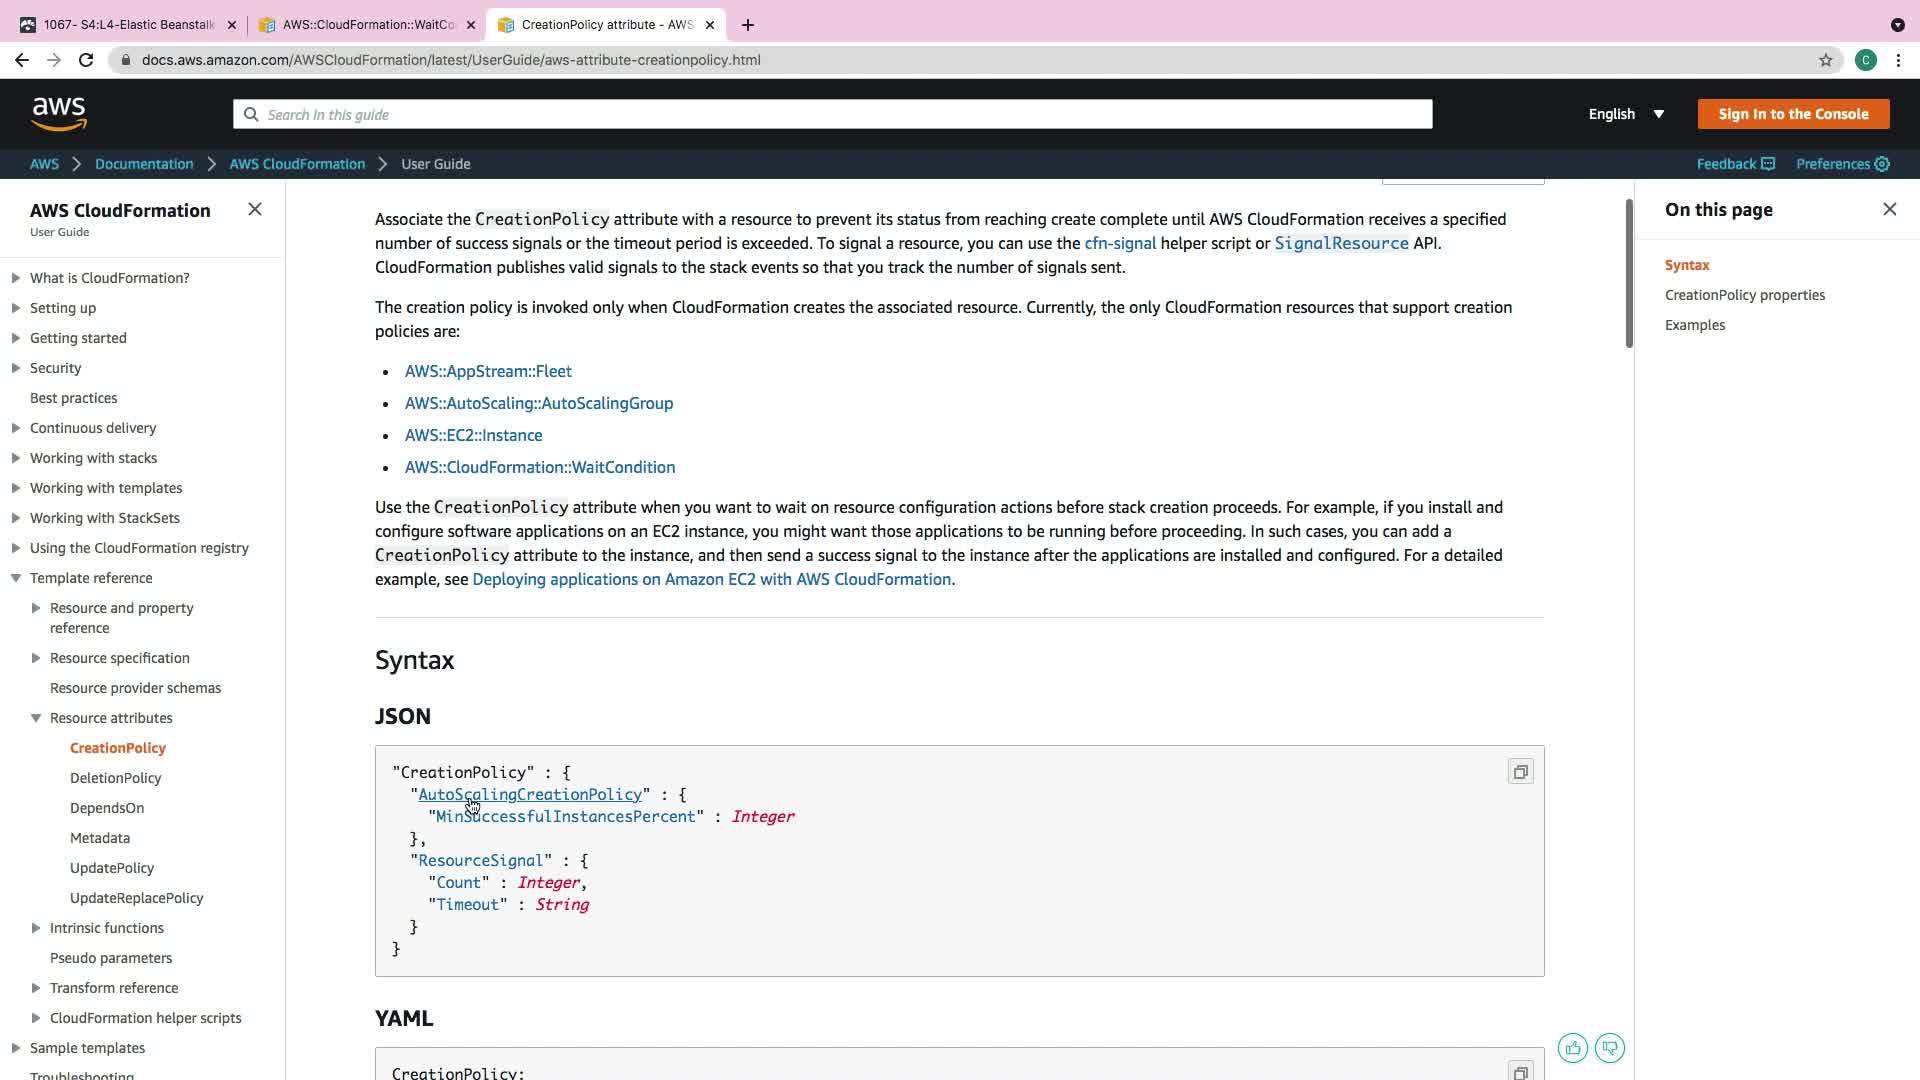 1067- S4:L4-Elastic Beanstalk
AWS::CloudFormation::WaitCo
CreationPolicy attribute - AWS
docs.aws.amazon.com/AWSCloudFormation/latest/UserGuide/aws-attribute-creationpolicy.html
C
aws
Search in this guide
English
Sign In to the Console
AWS
Documentation
AWS CloudFormation
User Guide
Feedback
Preferences
AWS CloudFormation
User Guide
What is CloudFormation?
Setting up
Getting started
Security
Best practices
Continuous delivery
Working with stacks
Working with templates
Working with StackSets
Using the CloudFormation registry
Template reference
Resource and property
reference
Resource specification
Resource provider schemas
Resource attributes
CreationPolicy
DeletionPolicy
DependsOn
Metadata
UpdatePolicy
UpdateReplacePolicy
Intrinsic functions
Pseudo parameters
Transform reference
CloudFormation helper scripts
Sample templates
Troubleshooting
Associate the CreationPolicy attribute with a resource to prevent its status from reaching create complete until AWS CloudFormation receives a specified
number of success signals or the timeout period is exceeded. To signal a resource, you can use the cfn-signal helper script or SignalResource API.
CloudFormation publishes valid signals to the stack events so that you track the number of signals sent.
The creation policy is invoked only when CloudFormation creates the associated resource. Currently, the only CloudFormation resources that support creation
policies are:
• AWS::AppStream::Fleet
• AWS::AutoScaling::AutoScalingGroup
• AWS::EC2::Instance
• AWS::CloudFormation::WaitCondition
Use the CreationPolicy attribute when you want to wait on resource configuration actions before stack creation proceeds. For example, if you install and
configure software applications on an EC2 instance, you might want those applications to be running before proceeding. In such cases, you can add a
CreationPolicy attribute to the instance, and then send a success signal to the instance after the applications are installed and configured. For a detailed
example, see Deploying applications on Amazon EC2 with AWS CloudFormation.
Syntax
JSON
"CreationPolicy" : {
"AutoScalingCreationPolicy" : {
"MinSuccessfulInstancesPercent" : Integer
},
"ResourceSignal" : {
"Count" : Integer,
"Timeout" : String
}
}
YAML
CreationPolicy:
On this page
Syntax
CreationPolicy properties
Examples